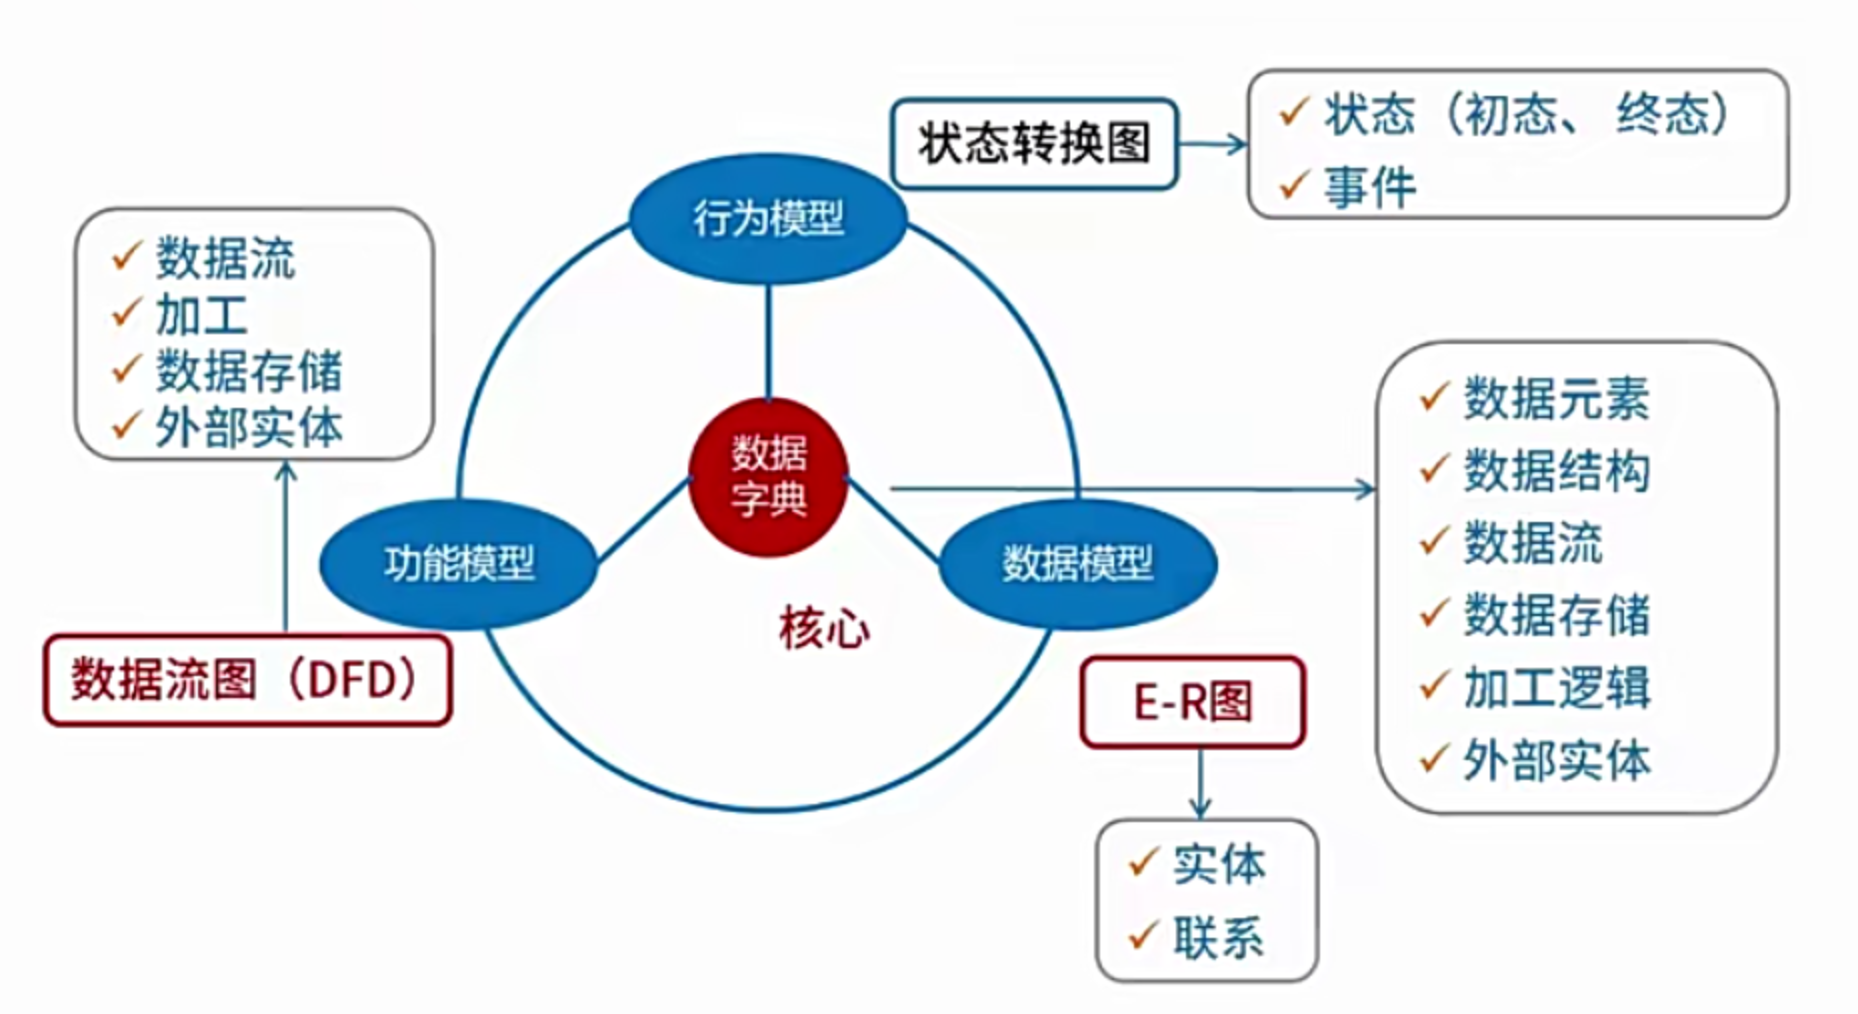 状态转换图
状态（初态、 终态）
事件
行为模型
数据流
加工
数据存储
外部实体
数据
字典
数据元素
数据结构
数据流
数据存储
加工逻辑
外部实体
功能模型
数据模型
核心
数据流图（DFD）
E-R图
实体
联系